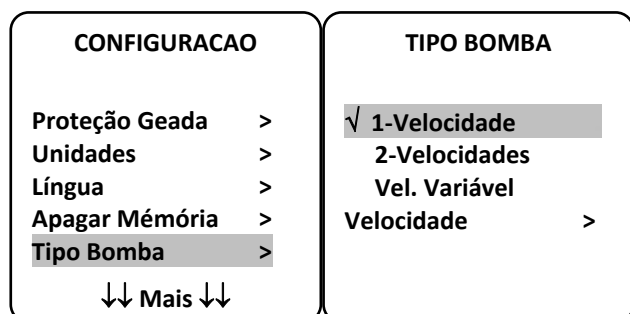 CONFIGURACAO
Proteção Geada >
Unidades >
Língua >
Apagar Mémória >
Tipo Bomba >
↓↓ Mais ↓↓
TIPO BOMBA
√ 1-Velocidade
2-Velocidades
Vel. Variável
Velocidade >